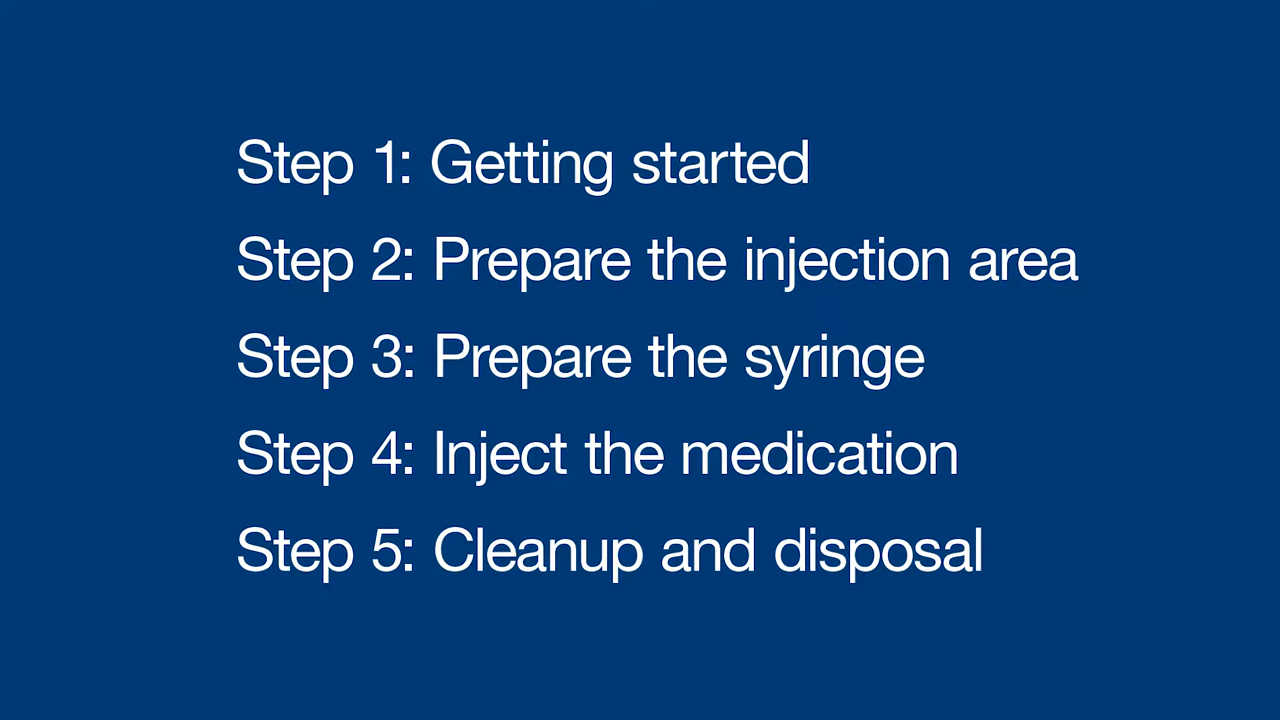 Step 1: Getting started
Step 2: Prepare the injection area
Step 3: Prepare the syringe
Step 4: Inject the medication
Step 5: Cleanup and disposal